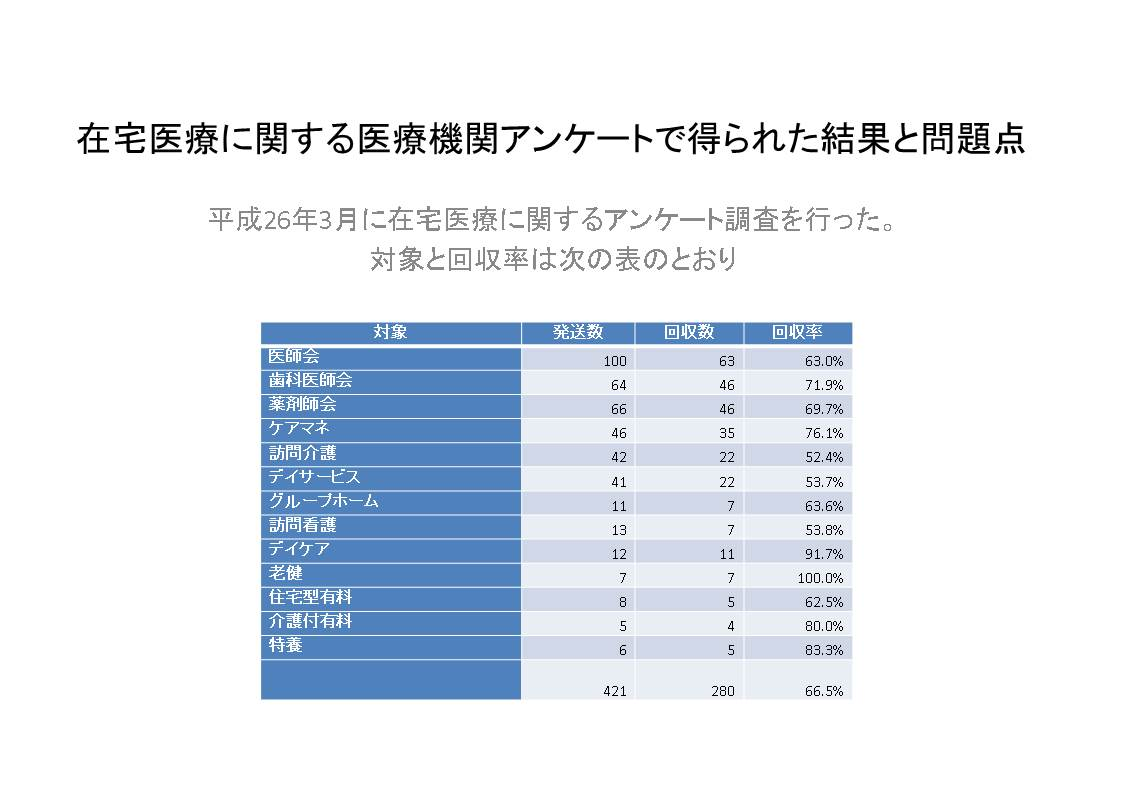 在宅医療に関する医療機関アンケートで得られた結果と問題点
平成26年3月に在宅医療に関するアンケート調査を行った。
対象と回収率は次の表のとおり
対象 発送数 回収数 回収率
医師会 100 63 63.0%
歯科医師会 64 46 71.9%
薬剤師会 66 46 69.7%
ケアマネ 46 35 76.1%
訪問介護 42 22 52.4%
デイサービス 41 22 53.7%
グループホーム 11 7 63.6%
訪問看護 13 7 53.8%
デイケア 12 11 91.7%
老健 7 7 100.0%
住宅型有料 8 5 62.5%
介護付有料 5 4 80.0%
特養 6 5 83.3%
421 280 66.5%